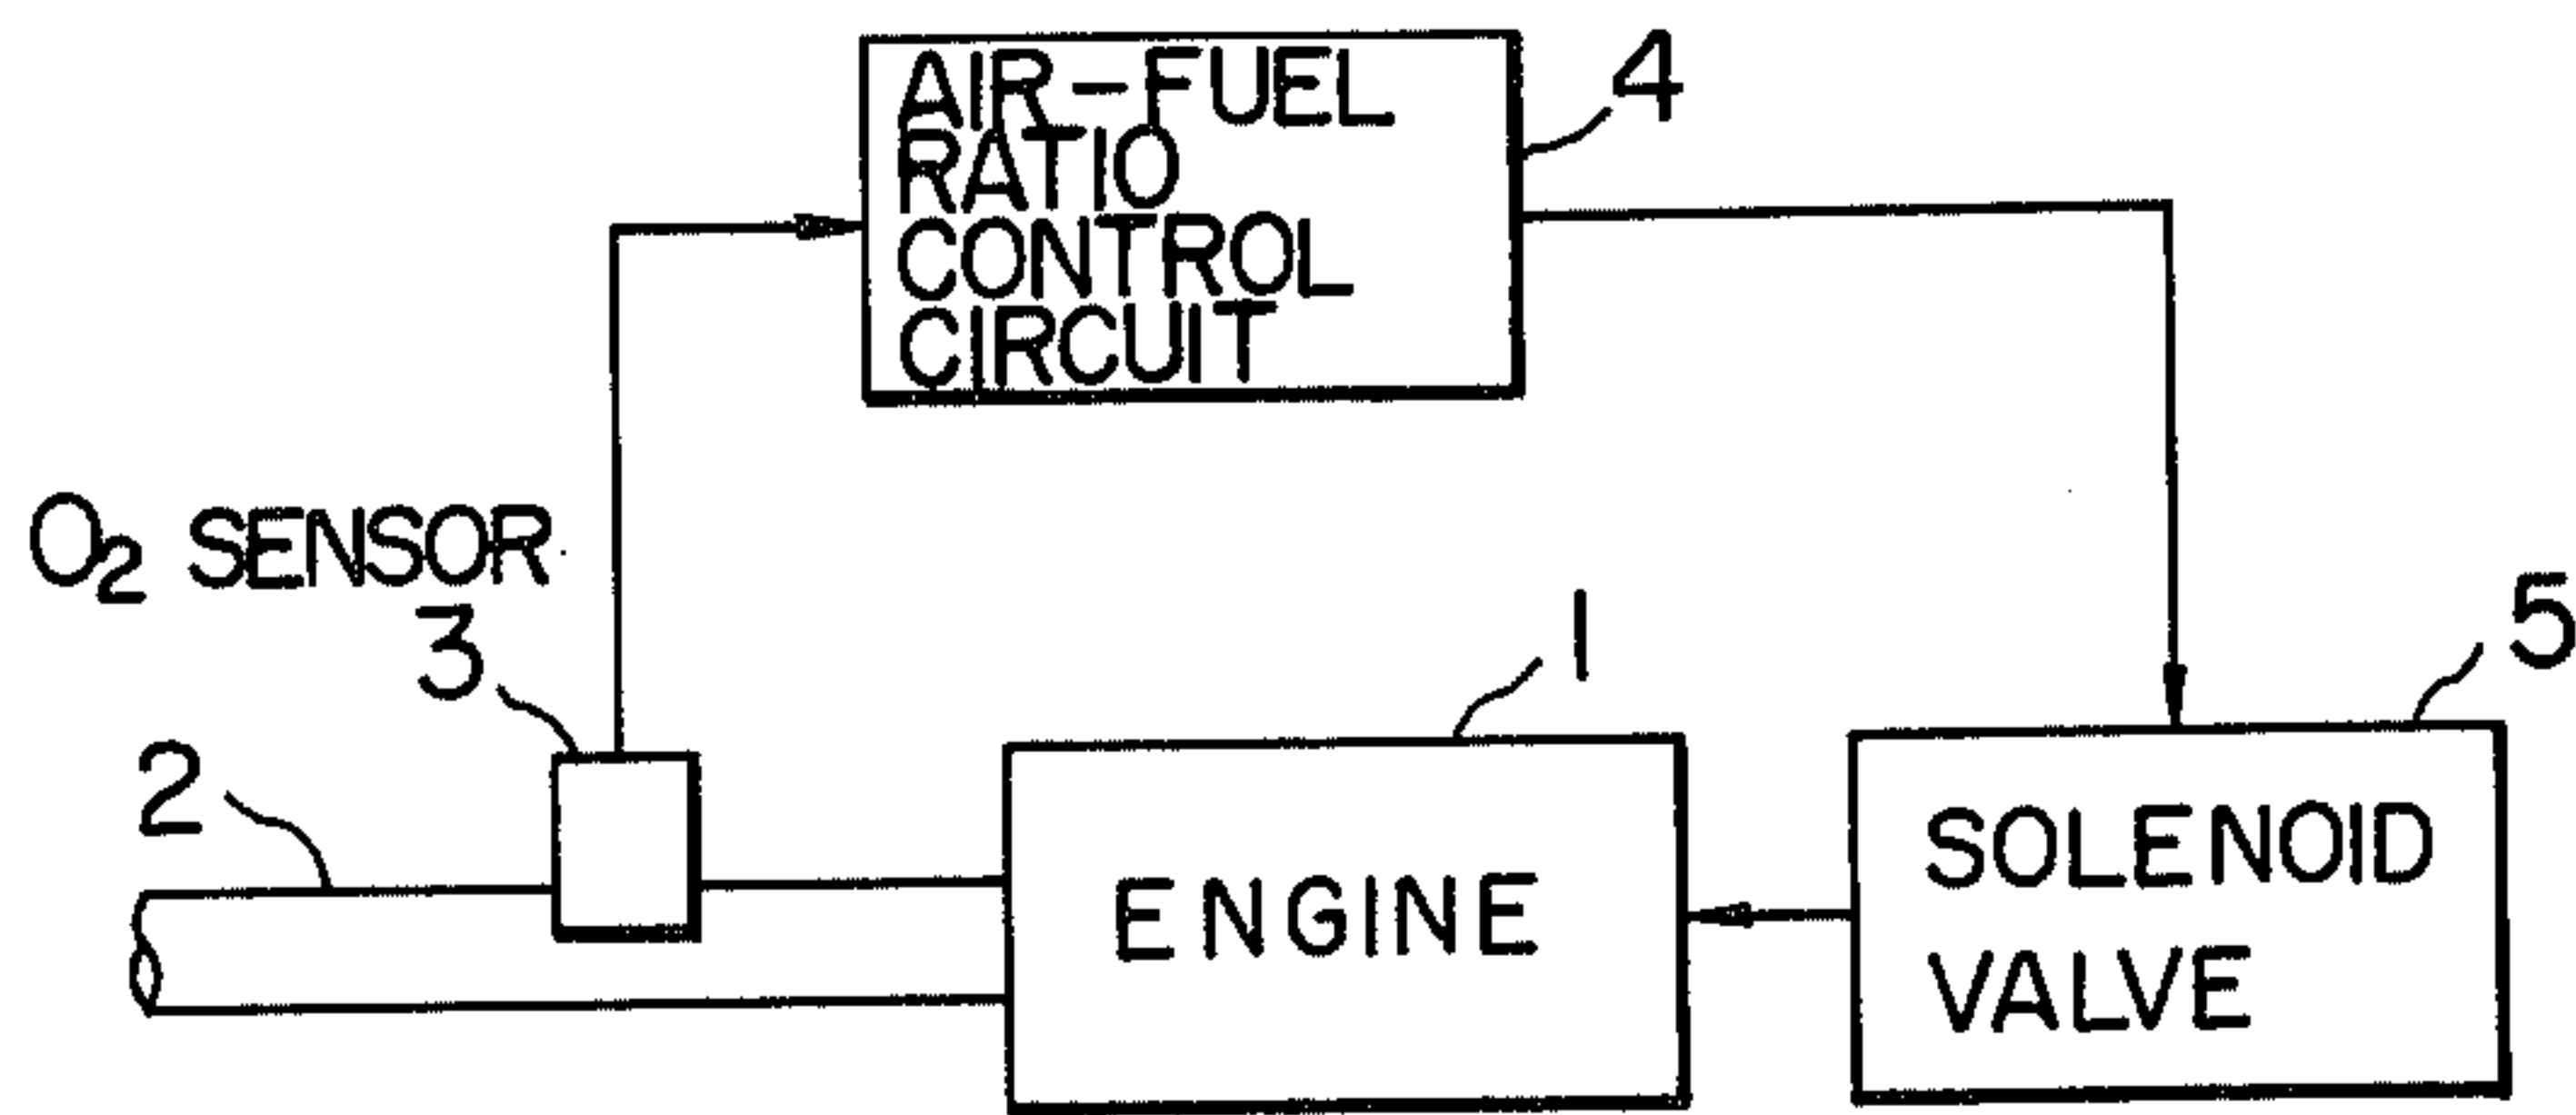 AIR-FUEL
RATIO
CONTROL
CIRCUIT
4
O₂ SENSOR
3
2
1
ENGINE
5
SOLENOID
VALVE